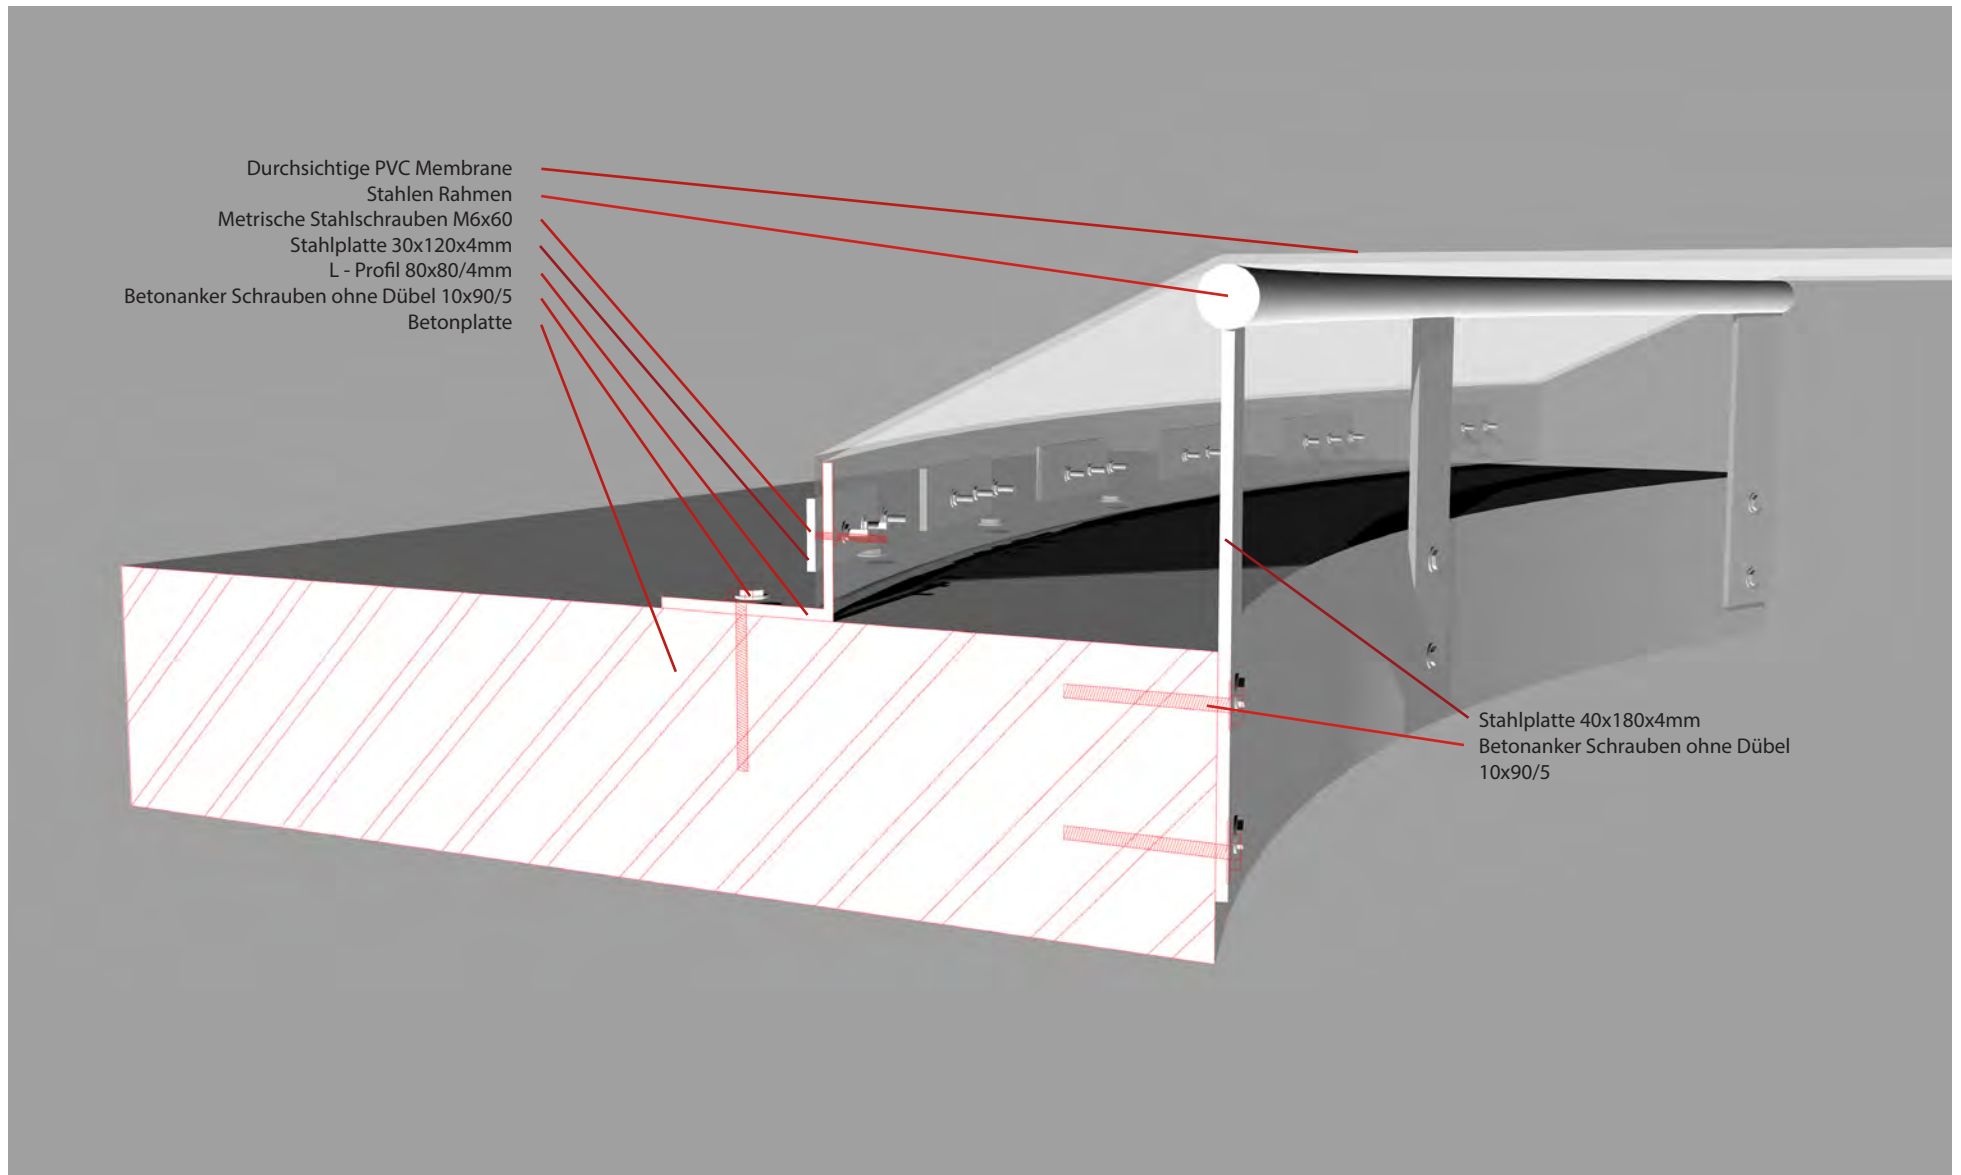 Durchsichtige PVC Membrane
Stahlen Rahmen
Metrische Stahlschrauben M6x60
Stahlplatte 30x120x4mm
L - Profil 80x80/4mm
Betonanker Schrauben ohne Dübel 10x90/5
Betonplatte
Stahlplatte 40x180x4mm
Betonanker Schrauben ohne Dübel
10x90/5